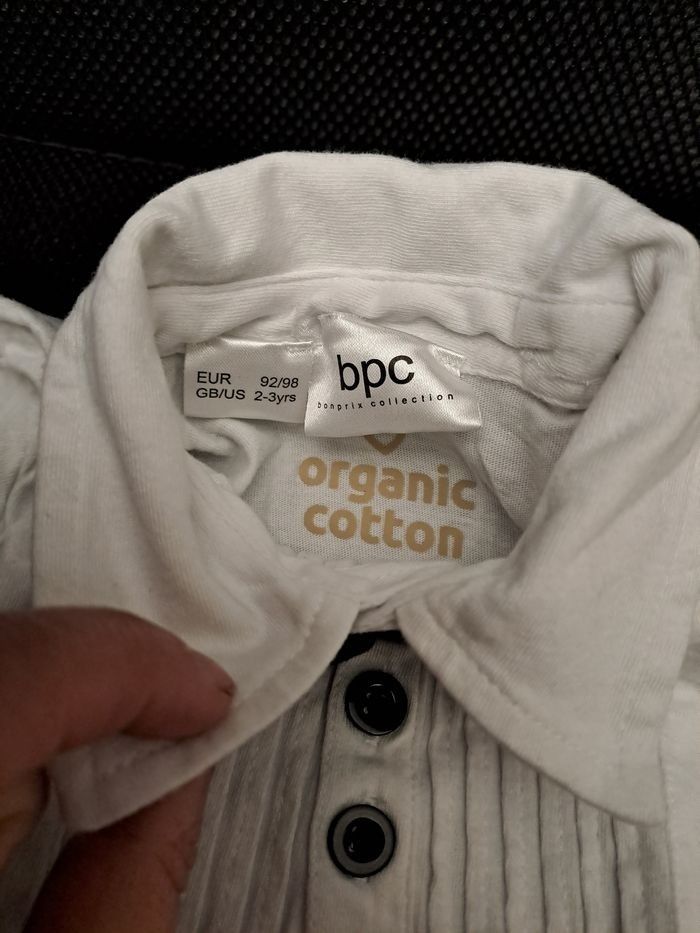 EUR 92/98
GB/US 2-3yrs
bpc
bonprix collection
organic
cotton